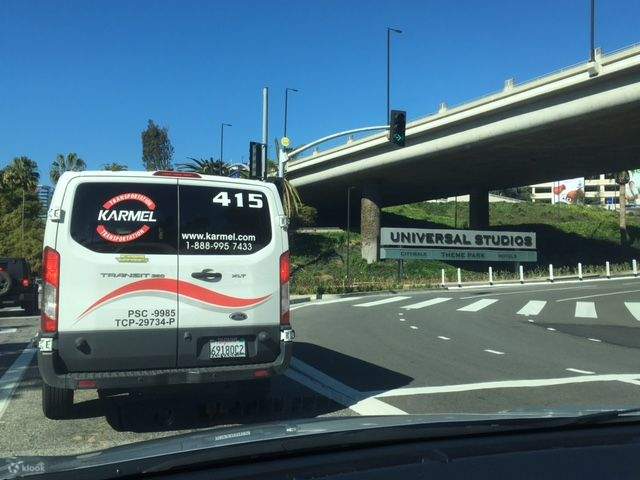 TRANSPORTATION
KARMEL
TRANSPORTATION
415
www.karmel.com
1-888-995 7433
TRANSIT 350
XLT
PSC -9985
TCP-29734-P
69180C2
UNIVERSAL STUDIOS
CITYWALK THEME PARK HOTELS
klook